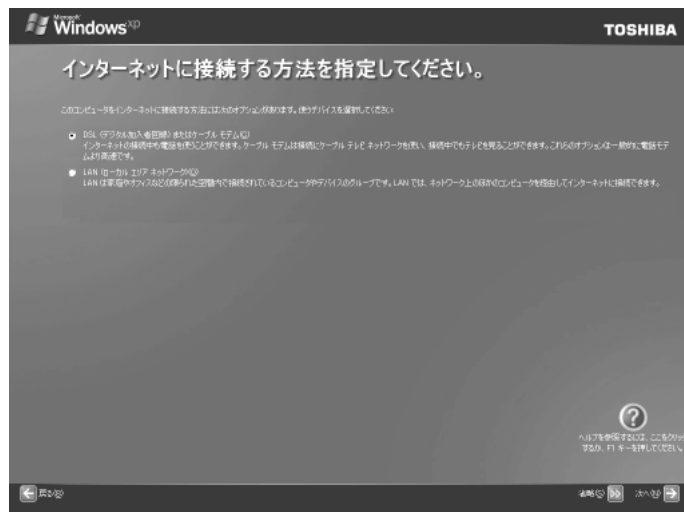 Microsoft
Windows xp
TOSHIBA
インターネットに接続する方法を指定してください。
このコンピュータをインターネットに接続する方法には次のオプションがあります。使うデバイスを選択してください:
DSL (デジタル加入者回線) またはケーブル モデム(D)
インターネットの接続中も電話を使うことができます。ケーブル モデムは接続にケーブル テレビ ネットワークを使い、接続中でもテレビを見ることができます。これらのオプションは一般的に電話モデ
ムより高速です。
LAN (ローカル エリア ネットワーク)(L)
LAN は家庭やオフィスなどの限られた空間内で接続されているコンピュータやデバイスのグループです。LAN では、ネットワーク上のほかのコンピュータを経由してインターネットに接続できます。
ヘルプを参照するには、ここをクリック
するか、F1 キーを押してください。
戻る(B)
省略(S)
次へ(N)